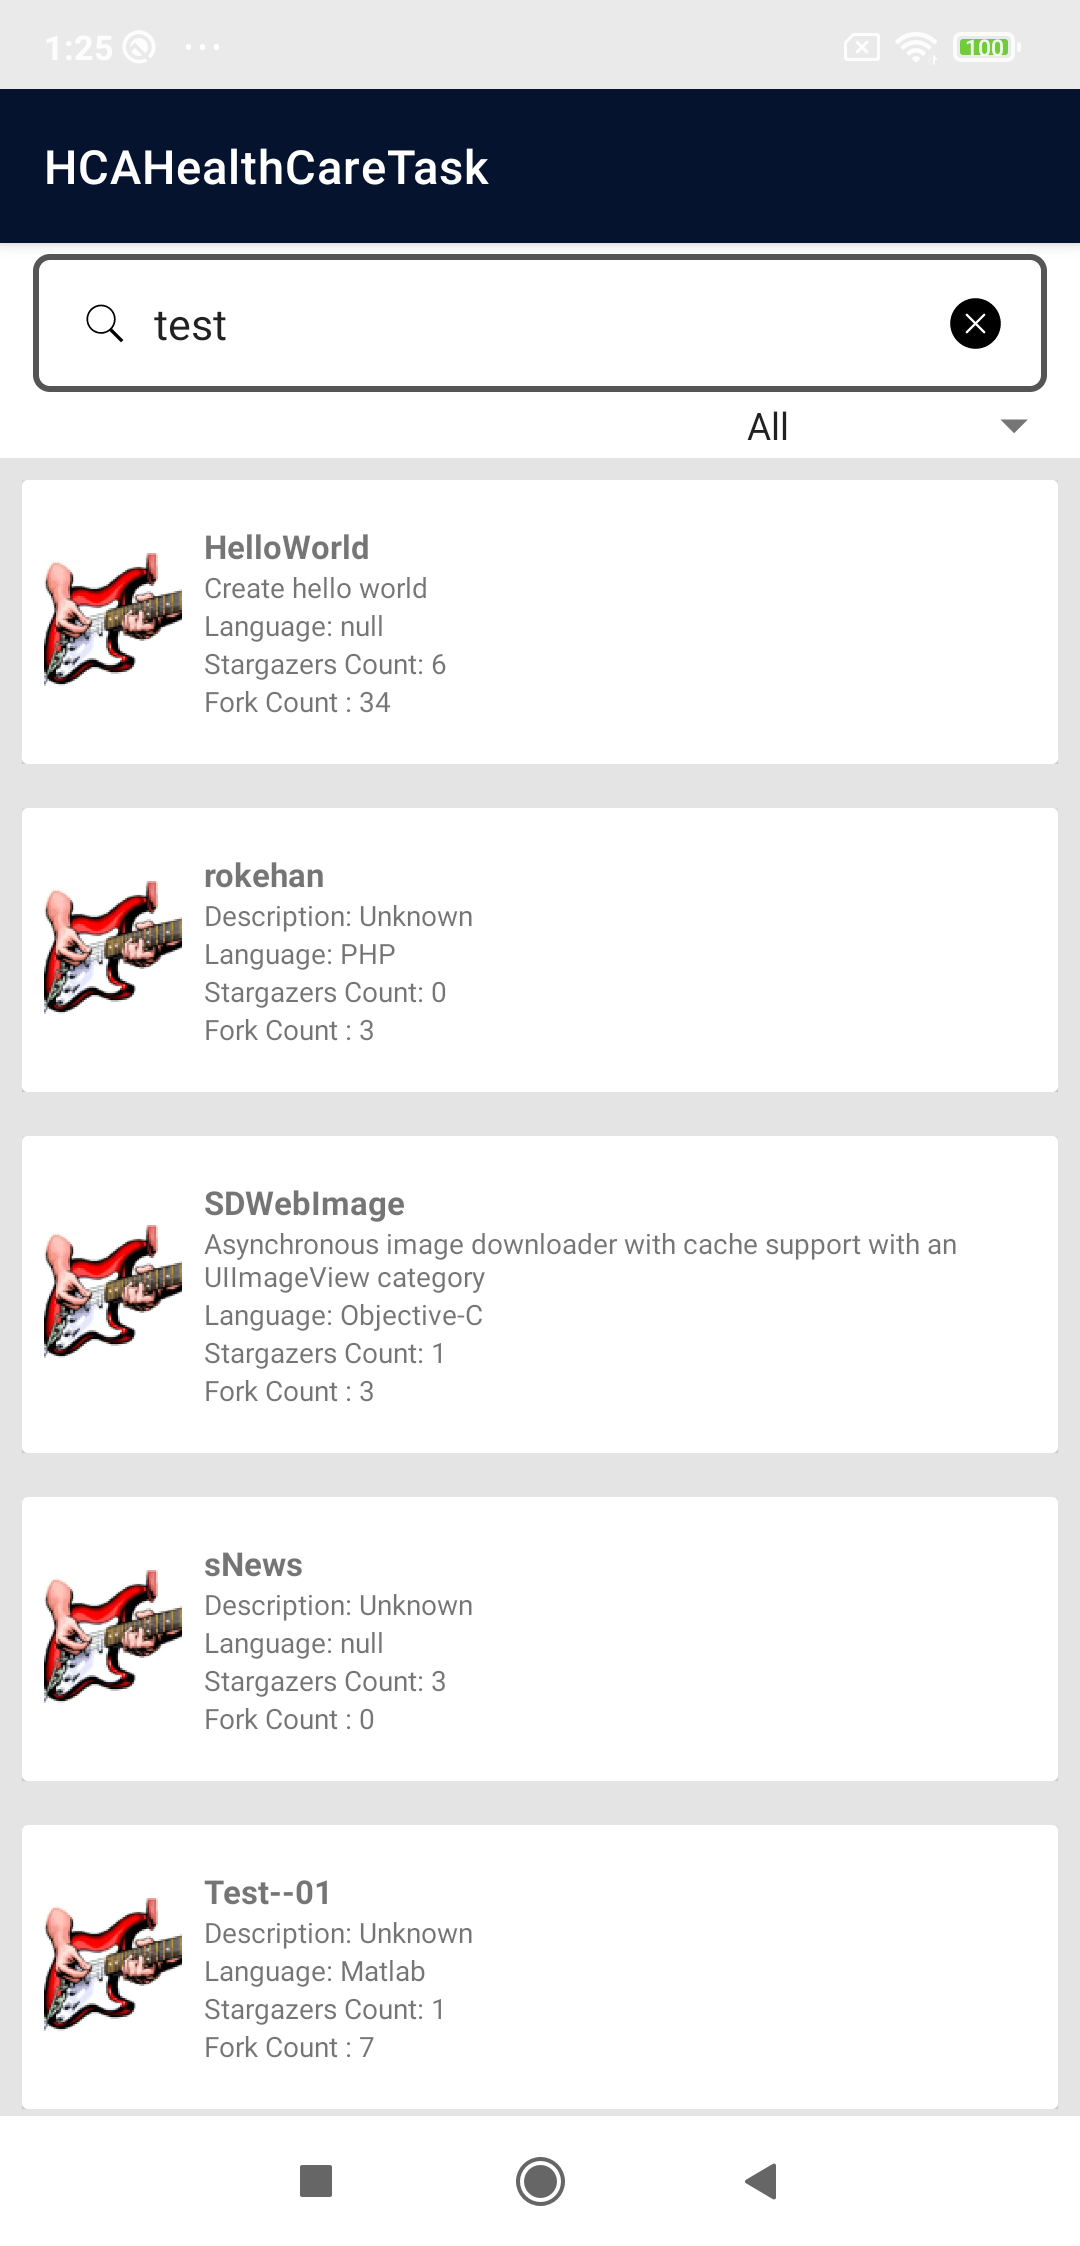 1:25
100
HCAHealthCareTask
test
All
HelloWorld
Create hello world
Language: null
Stargazers Count: 6
Fork Count : 34
rokehan
Description: Unknown
Language: PHP
Stargazers Count: 0
Fork Count : 3
SDWebImage
Asynchronous image downloader with cache support with an
UIImageView category
Language: Objective-C
Stargazers Count: 1
Fork Count : 3
sNews
Description: Unknown
Language: null
Stargazers Count: 3
Fork Count : 0
Test--01
Description: Unknown
Language: Matlab
Stargazers Count: 1
Fork Count : 7